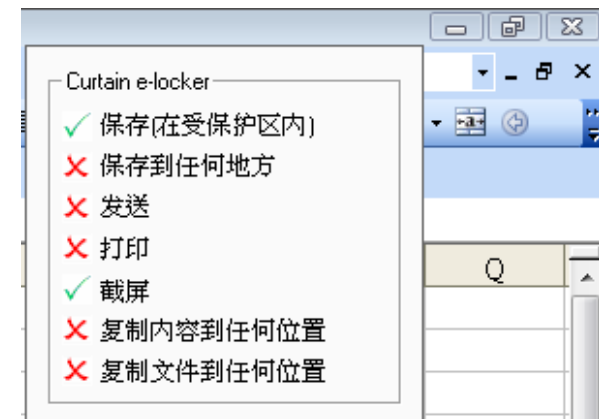 Curtain e-locker
保存(在受保护区内)
保存到任何地方
发送
打印
截屏
复制内容到任何位置
复制文件到任何位置
a
Q